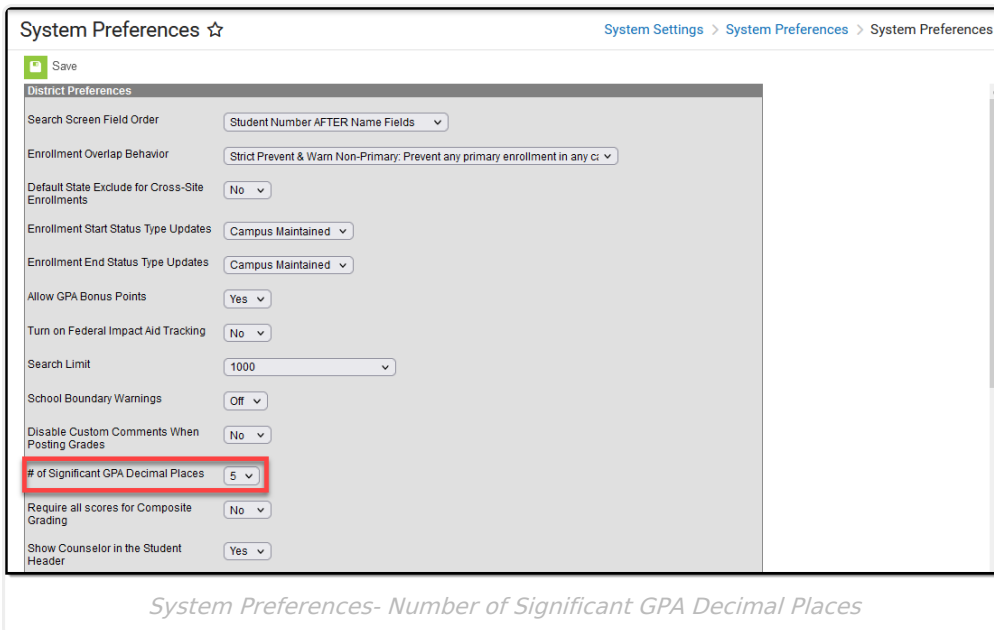 System Preferences ☆
System Settings > System Preferences > System Preferences
Save
District Preferences
Search Screen Field Order
Student Number AFTER Name Fields
Enrollment Overlap Behavior
Strict Prevent & Warn Non-Primary: Prevent any primary enrollment in any ca
Default State Exclude for Cross-Site
Enrollments
No
Enrollment Start Status Type Updates
Campus Maintained
Enrollment End Status Type Updates
Campus Maintained
Allow GPA Bonus Points
Yes
Turn on Federal Impact Aid Tracking
No
Search Limit
1000
School Boundary Warnings
Off
Disable Custom Comments When
Posting Grades
No
# of Significant GPA Decimal Places
5
Require all scores for Composite
Grading
No
Show Counselor in the Student
Header
Yes
System Preferences- Number of Significant GPA Decimal Places